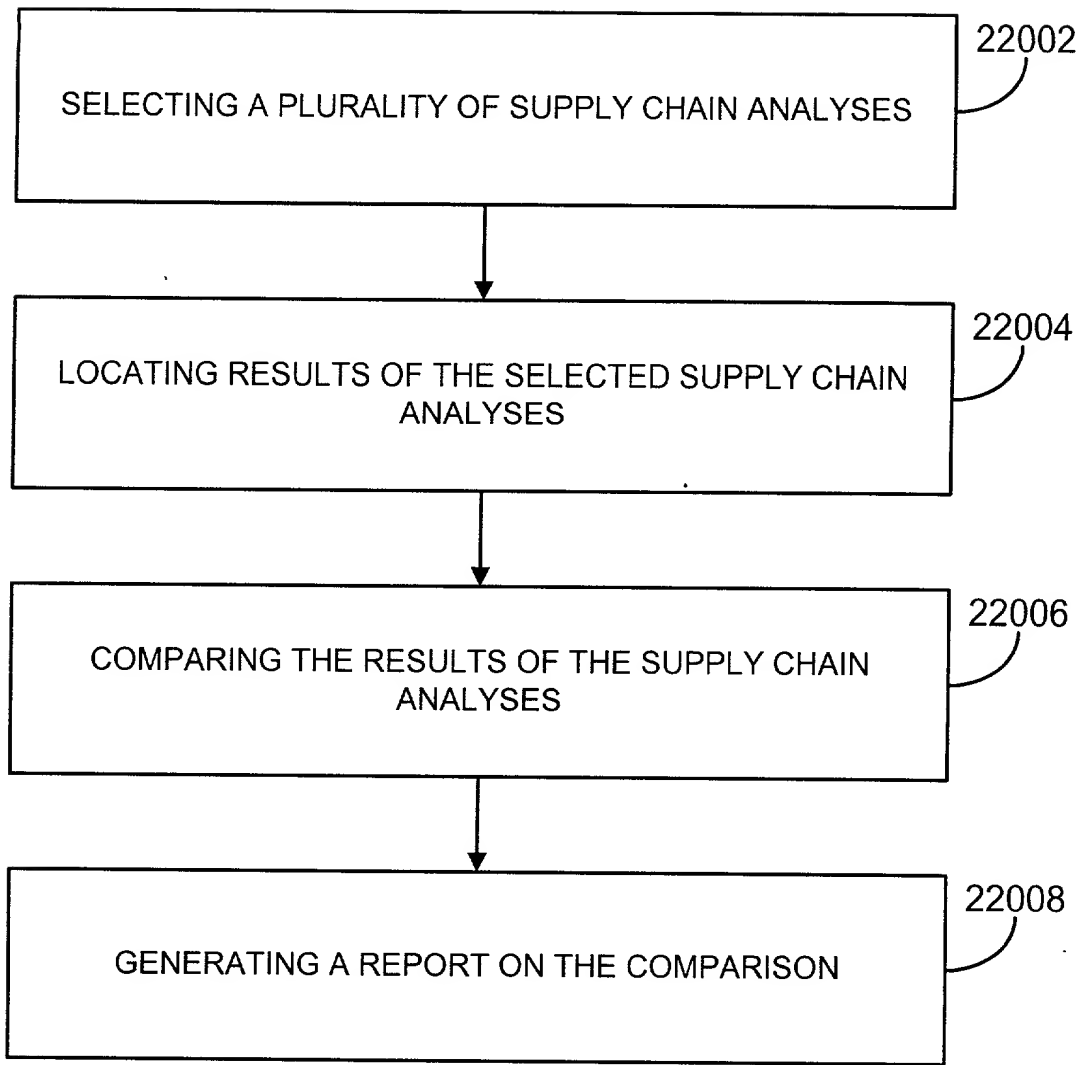 22002
SELECTING A PLURALITY OF SUPPLY CHAIN ANALYSES
22004
LOCATING RESULTS OF THE SELECTED SUPPLY CHAIN
ANALYSES
22006
COMPARING THE RESULTS OF THE SUPPLY CHAIN
ANALYSES
22008
GENERATING A REPORT ON THE COMPARISON